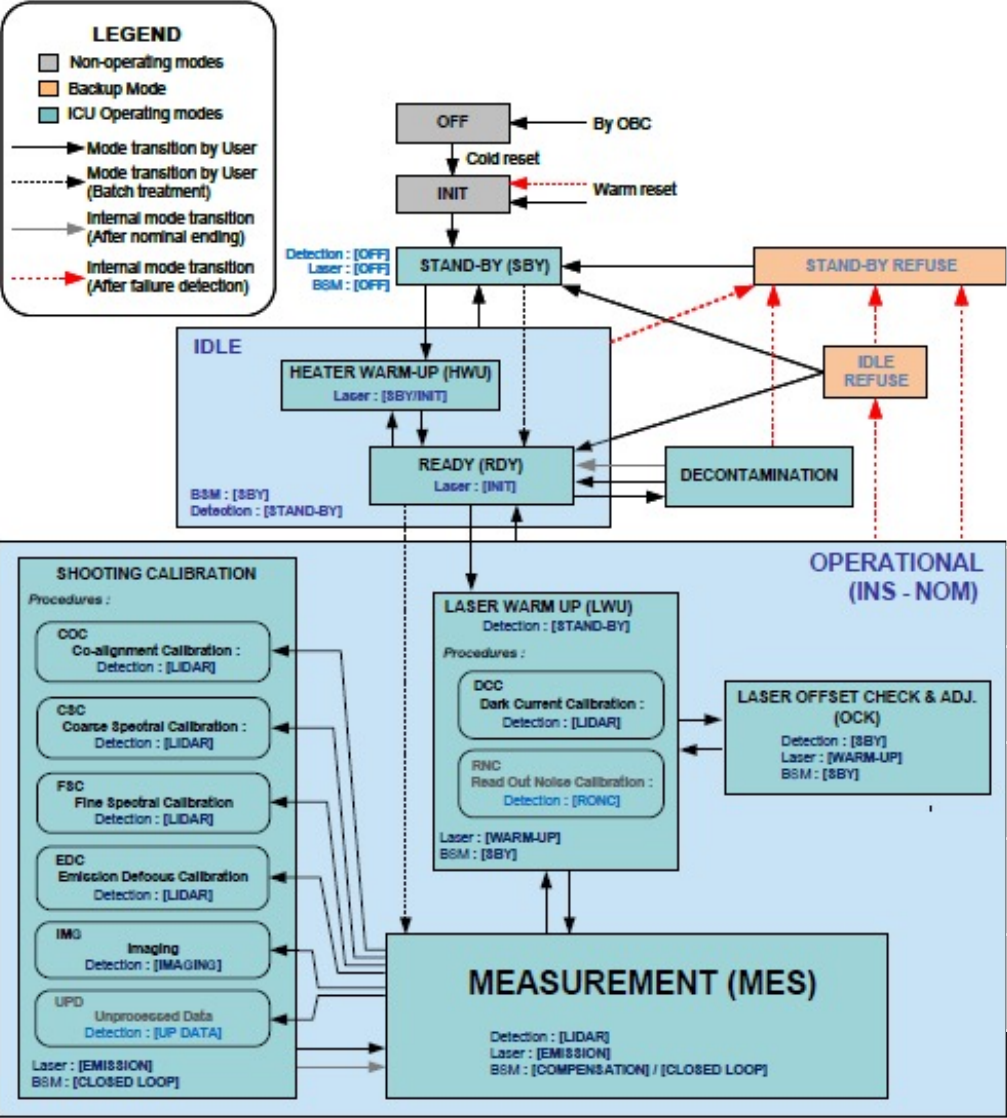 LEGEND
Non-operating modes
Backup Mode
ICU Operating modes
Mode transition by User
Mode transition by User
(Batch treatment)
Internal mode transition
(After nominal ending)
Internal mode transition
(After failure detection)
OFF
By OBC
Cold reset
INIT
Warm reset
Detection : [OFF]
Laser : [OFF]
BSM : [OFF]
STAND-BY (SBY)
STAND-BY REFUSE
IDLE
HEATER WARM-UP (HWU)
Laser : [SBY/INIT]
IDLE
REFUSE
READY (RDY)
Laser : [INIT]
DECONTAMINATION
BSM : [SBY]
Detection : [STAND-BY]
OPERATIONAL
(INS - NOM)
SHOOTING CALIBRATION
Procedures :
COC
Co-alignment Calibration :
Detection : [LIDAR]
CSC
Coarse Spectral Calibration :
Detection : [LIDAR]
FSC
Fine Spectral Calibration
Detection : [LIDAR]
EDC
Emission Defocus Calibration
Detection : [LIDAR]
IMG
Imaging
Detection : [IMAGING]
UPD
Unprocessed Data
Detection : [UP DATA]
Laser : [EMISSION]
BSM : [CLOSED LOOP]
LASER WARM UP (LWU)
Detection : [STAND-BY]
Procedures :
DCC
Dark Current Calibration :
Detection : [LIDAR]
RNC
Read Out Noise Calibration :
Detection : [RONC]
Laser : [WARM-UP]
BSM : [SBY]
LASER OFFSET CHECK & ADJ.
(OCK)
Detection : [SBY]
Laser : [WARM-UP]
BSM : [SBY]
MEASUREMENT (MES)
Detection : [LIDAR]
Laser : [EMISSION]
BSM : [COMPENSATION] / [CLOSED LOOP]